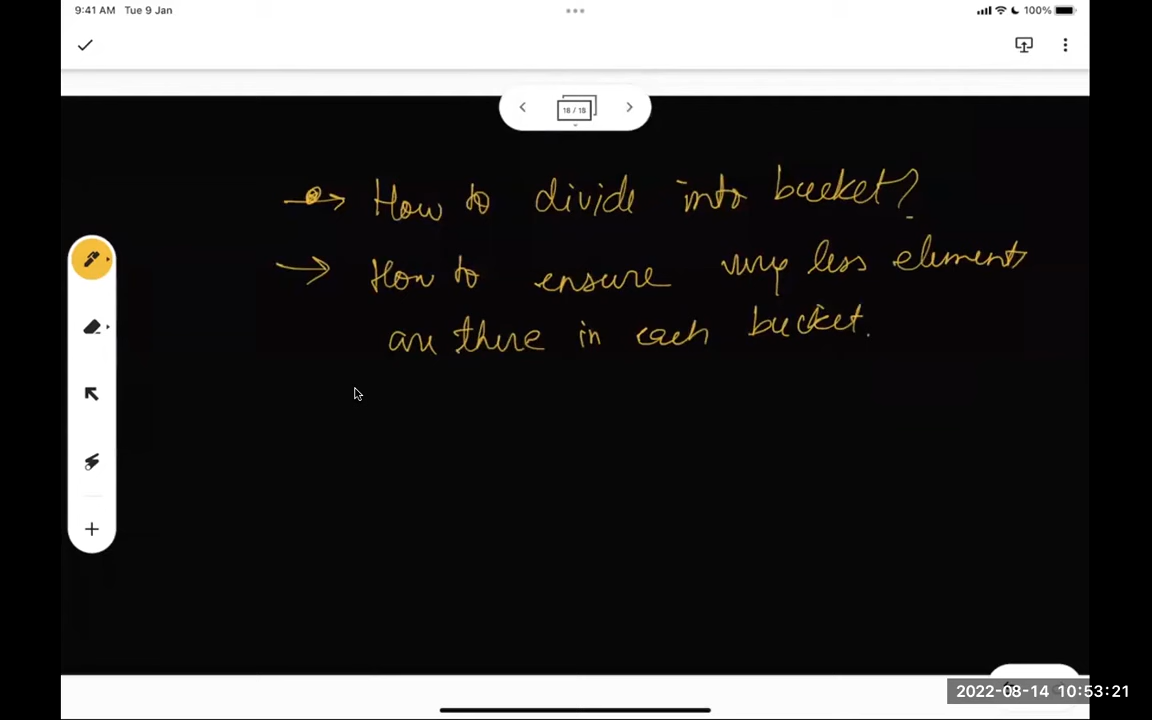 9:41 AM Tue 9 Jan
100%
18 / 18
→ How to divide into bucket?
→ How to ensure very less elements
are there in each bucket.
2022-08-14 10:53:21